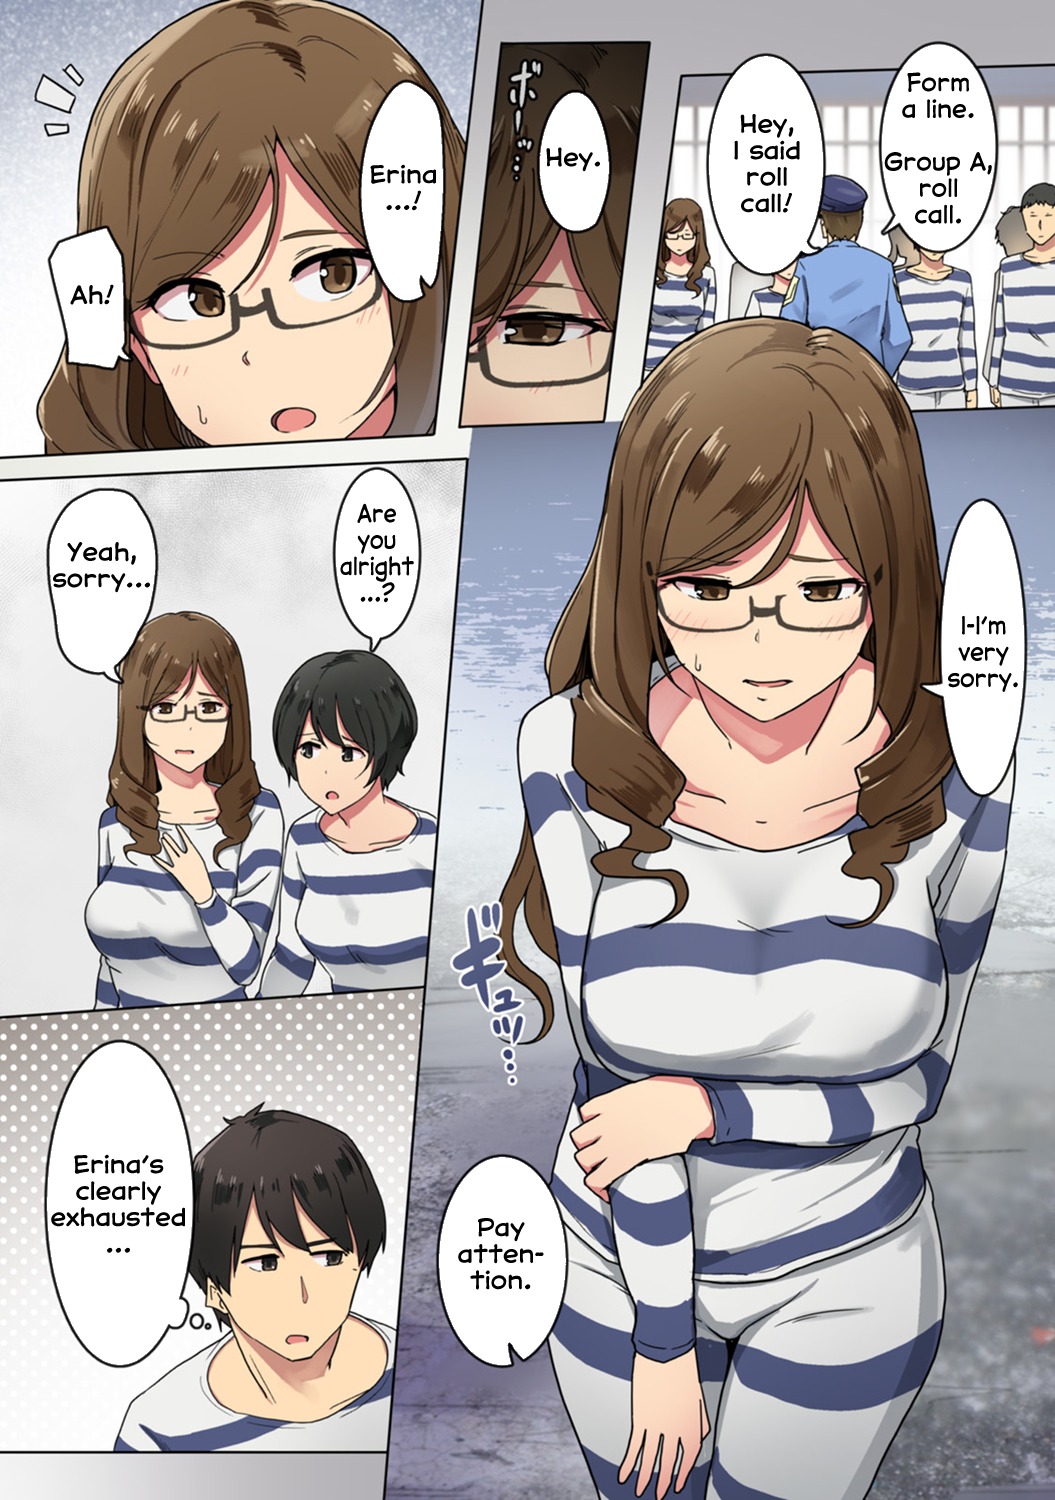 Form
a line.
Group A,
roll
call.
Hey,
I said
roll
call!
Hey.
ボーッ…
Erina
...!
Ah!
I-I'm
very
sorry.
ギュッ…
Pay
atten-
tion.
Are
you
alright
...?
Yeah,
sorry...
Erina's
clearly
exhausted
...